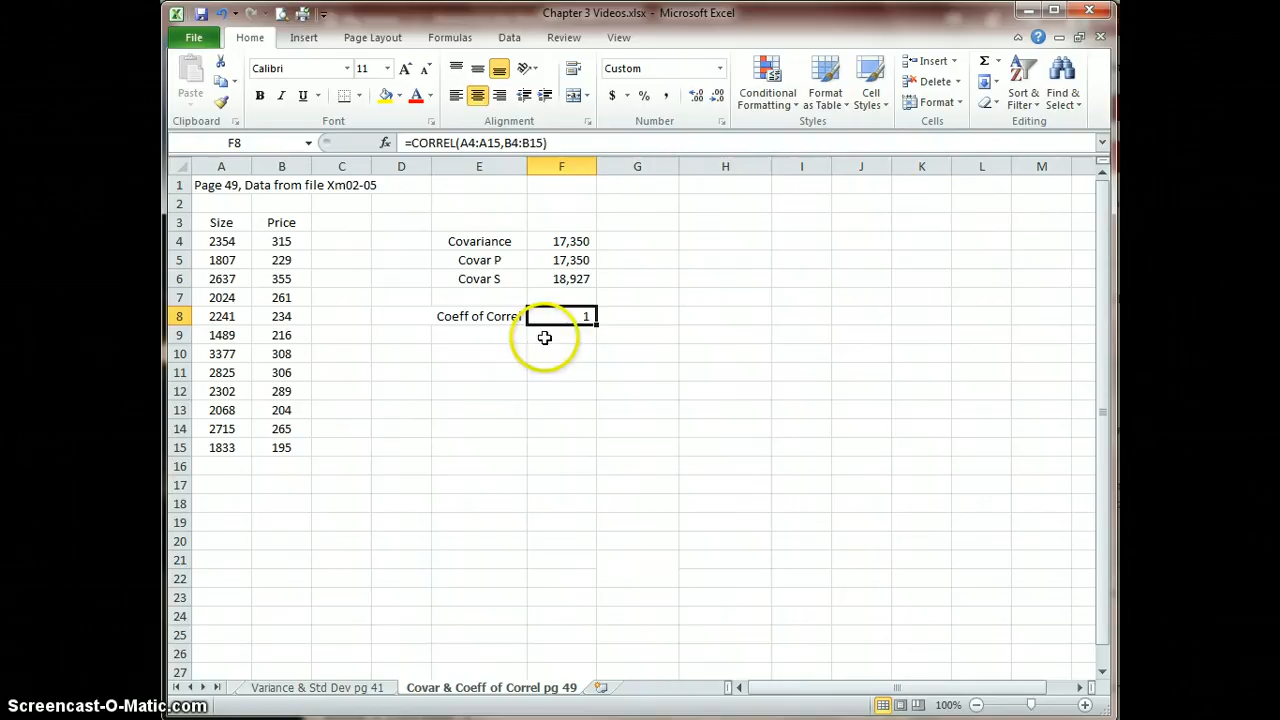 Chapter 3 Videos.xlsx - Microsoft Excel
File Home Insert Page Layout Formulas Data Review View
Paste
Calibri 11
B I U
Clipboard Font Alignment
Custom
$ % ,
Number
Conditional Formatting
Format as Table
Cell Styles
Styles
Insert
Delete
Format
Cells
Sort & Filter
Find & Select
Editing
F8 fx =CORREL(A4:A15,B4:B15)
A B C D E F G H I J K L M
1 Page 49, Data from file Xm02-05
2
3 Size Price
4 2354 315 Covariance 17,350
5 1807 229 Covar P 17,350
6 2637 355 Covar S 18,927
7 2024 261
8 2241 234 Coeff of Correl 1
9 1489 216
10 3377 308
11 2825 306
12 2302 289
13 2068 204
14 2715 265
15 1833 195
16
17
18
19
20
21
22
23
24
25
26
27
Variance & Std Dev pg 41 Covar & Coeff of Correl pg 49
100%
Screencast-O-Matic.com